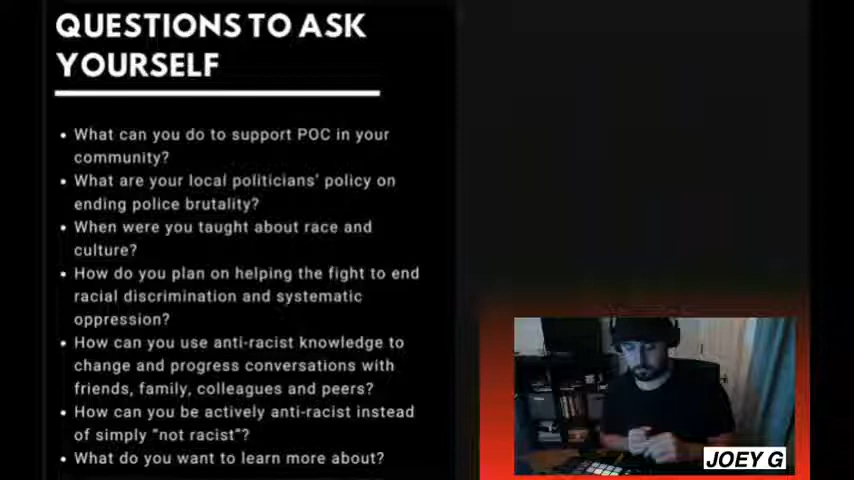 QUESTIONS TO ASK
YOURSELF
• What can you do to support POC in your
community?
• What are your local politicians' policy on
ending police brutality?
• When were you taught about race and
culture?
• How do you plan on helping the fight to end
racial discrimination and systematic
oppression?
• How can you use anti-racist knowledge to
change and progress conversations with
friends, family, colleagues and peers?
• How can you be actively anti-racist instead
of simply "not racist"?
• What do you want to learn more about?
JOEY G